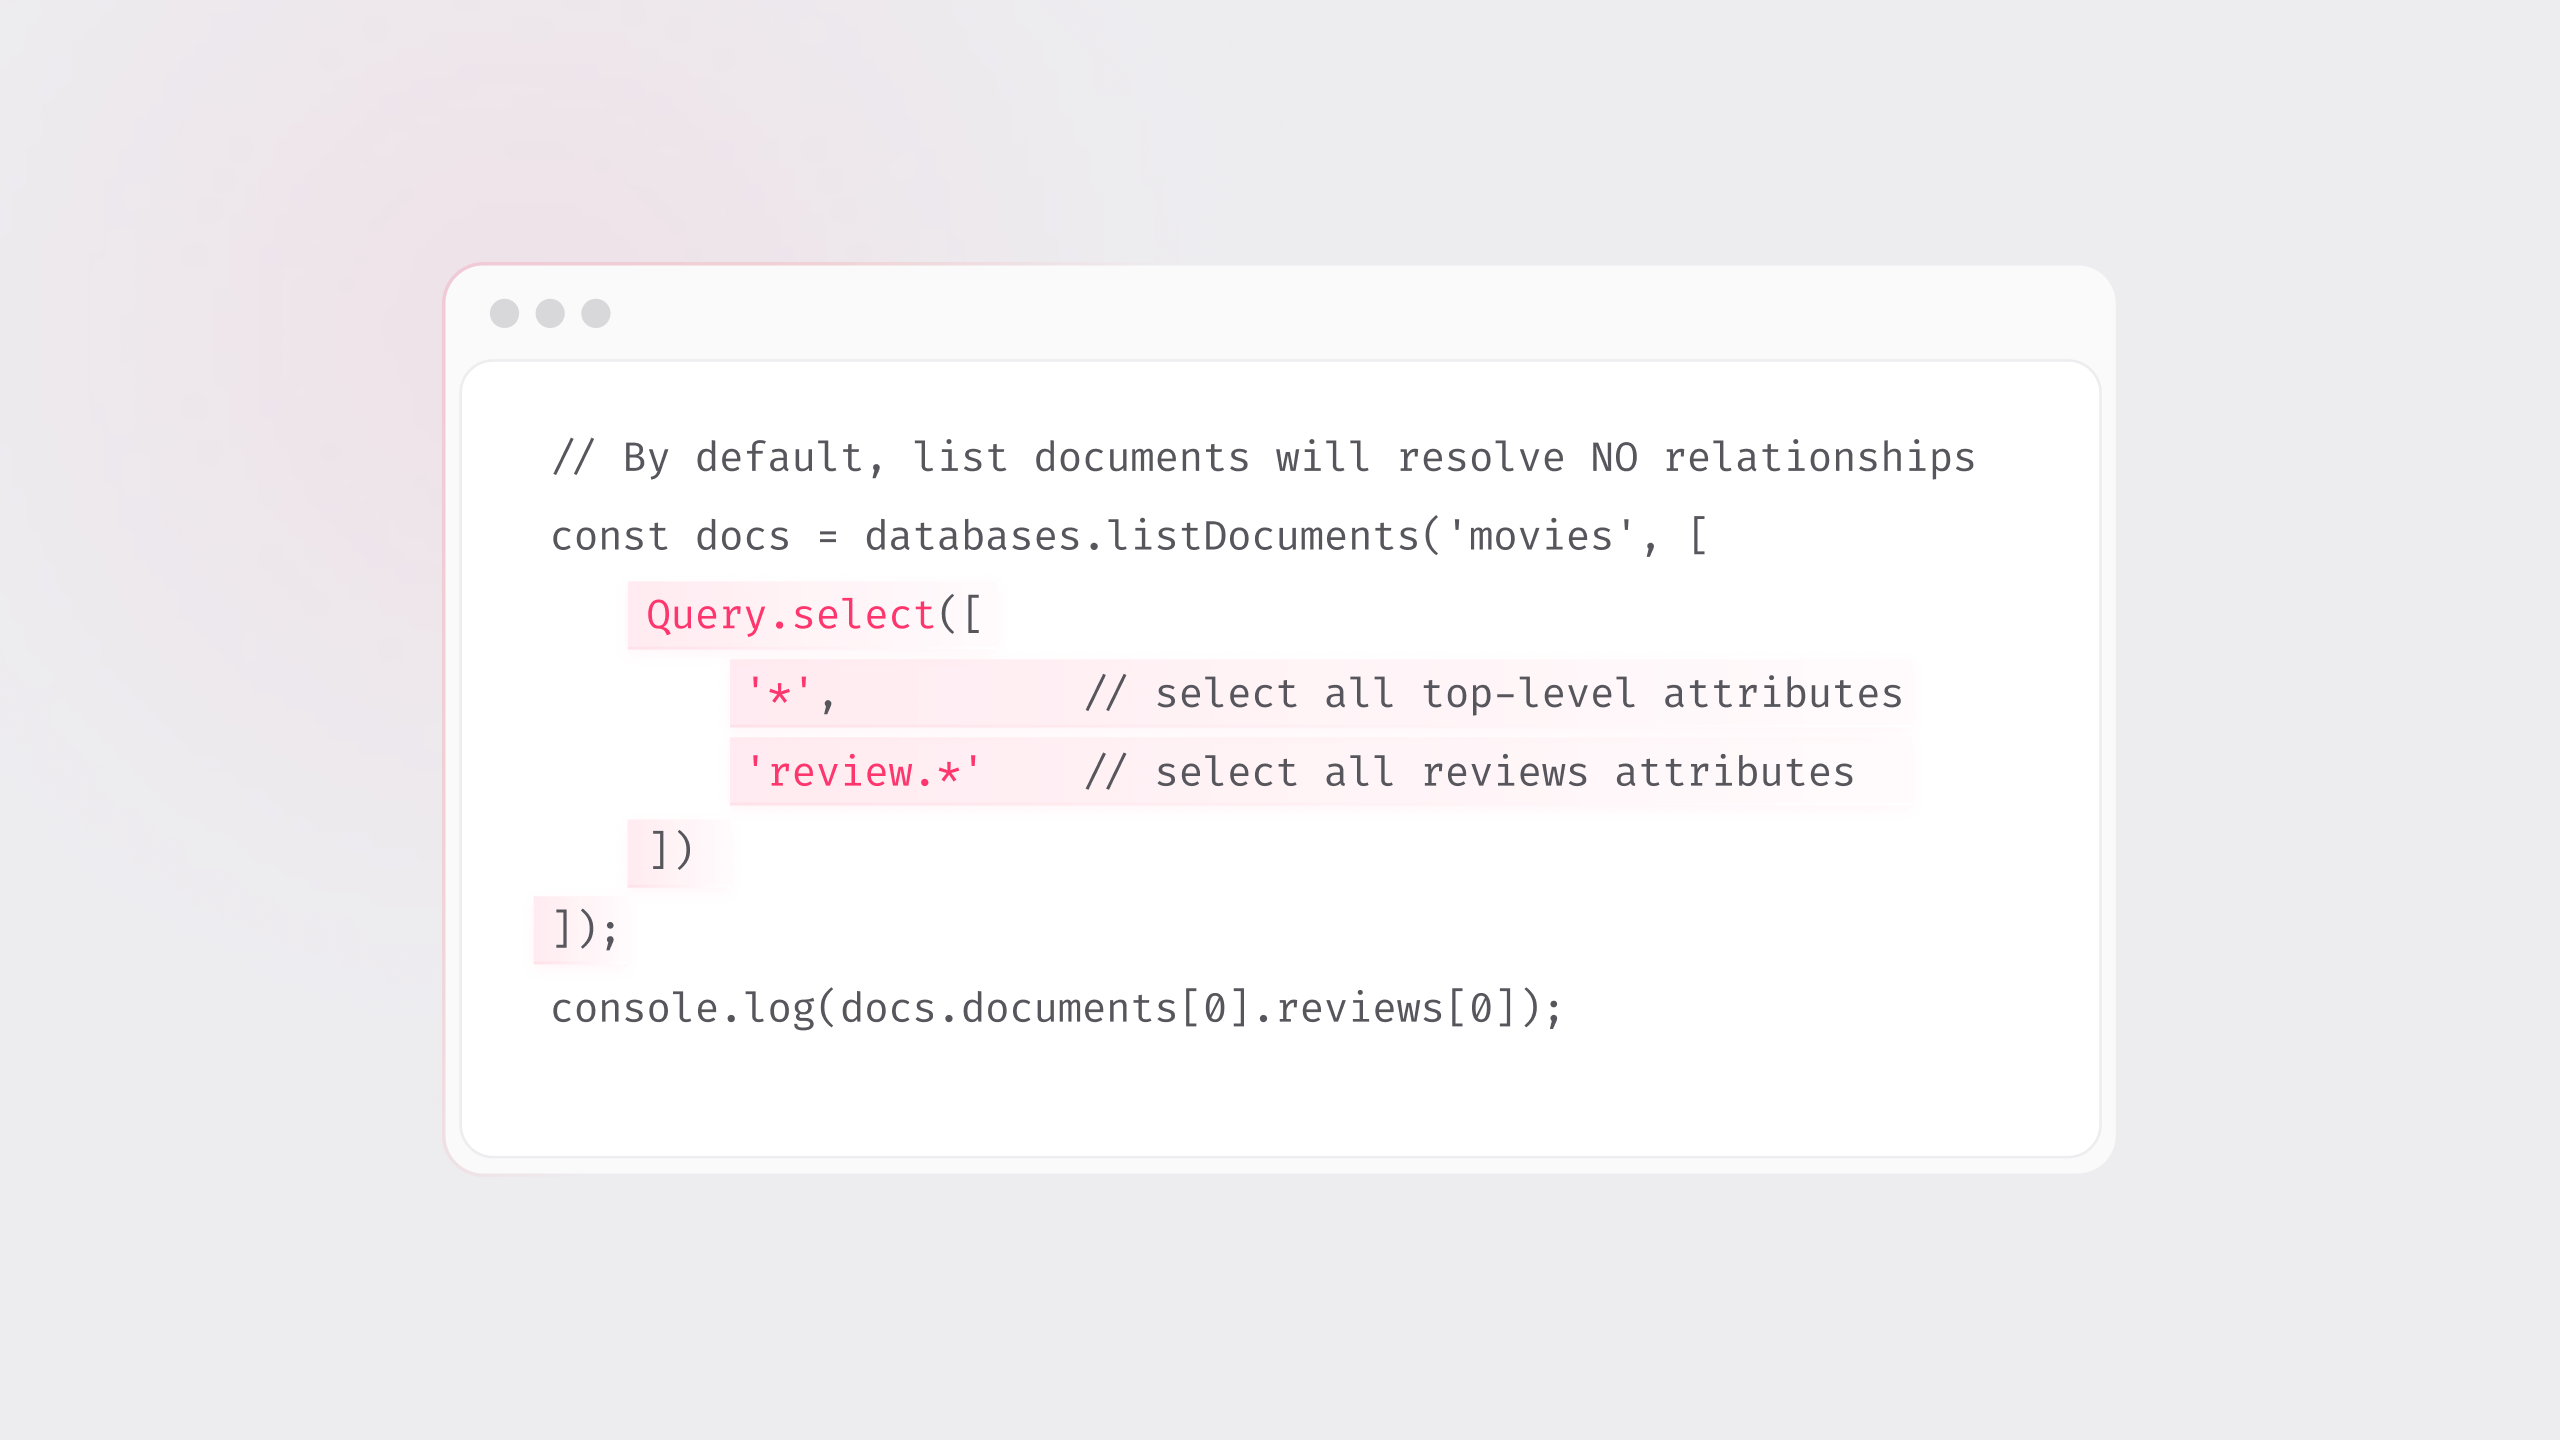 // By default, list documents will resolve NO relationships
const docs = databases.listDocuments('movies', [
    Query.select([
        '*',          // select all top-level attributes
        'review.*'    // select all reviews attributes
    ])
]);
console.log(docs.documents[0].reviews[0]);